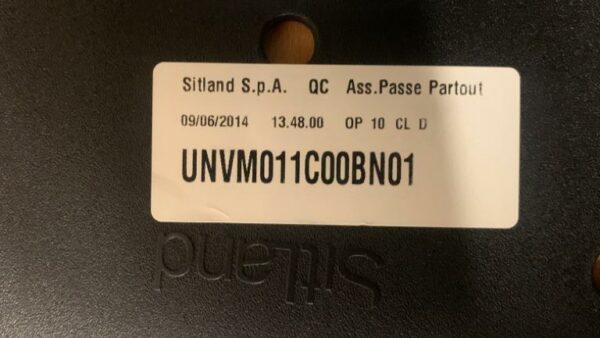 Sitland S.p.A. QC Ass.Passe Partout
09/06/2014 13.48.00 OP 10 CL D
UNVM011C00BN01
Sitland